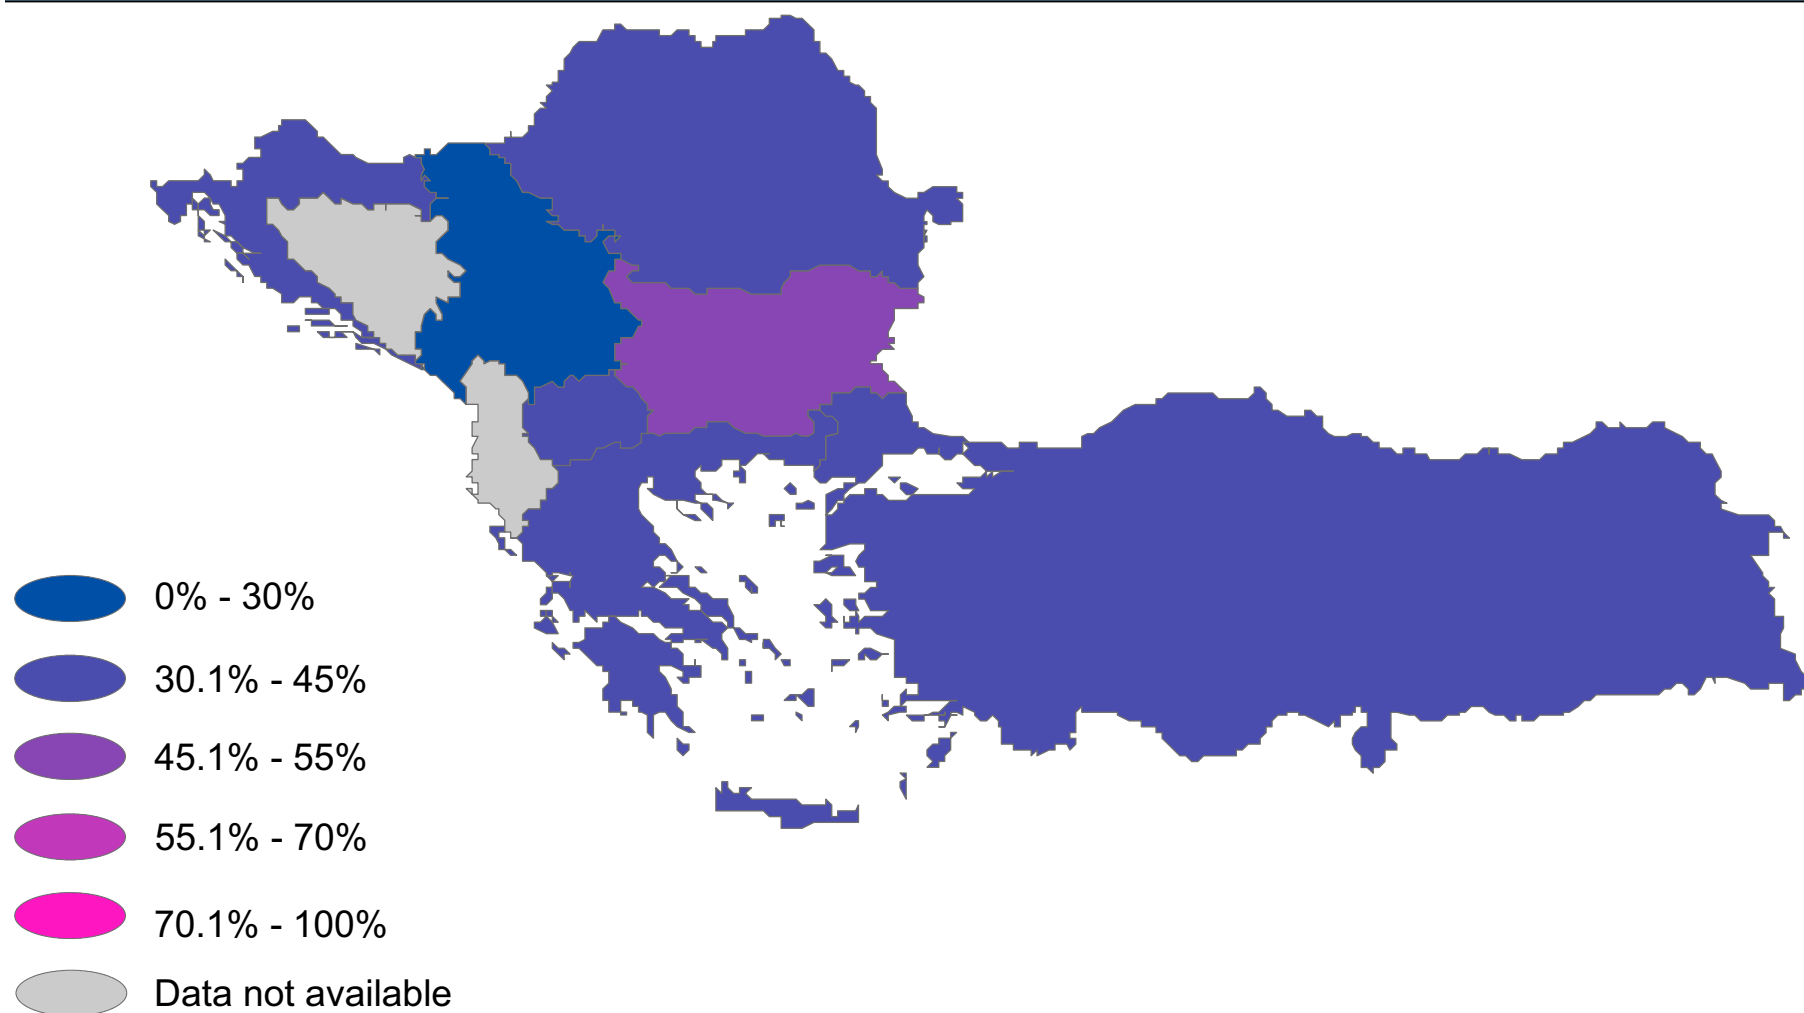 0% - 30%
30.1% - 45%
45.1% - 55%
55.1% - 70%
70.1% - 100%
Data not available